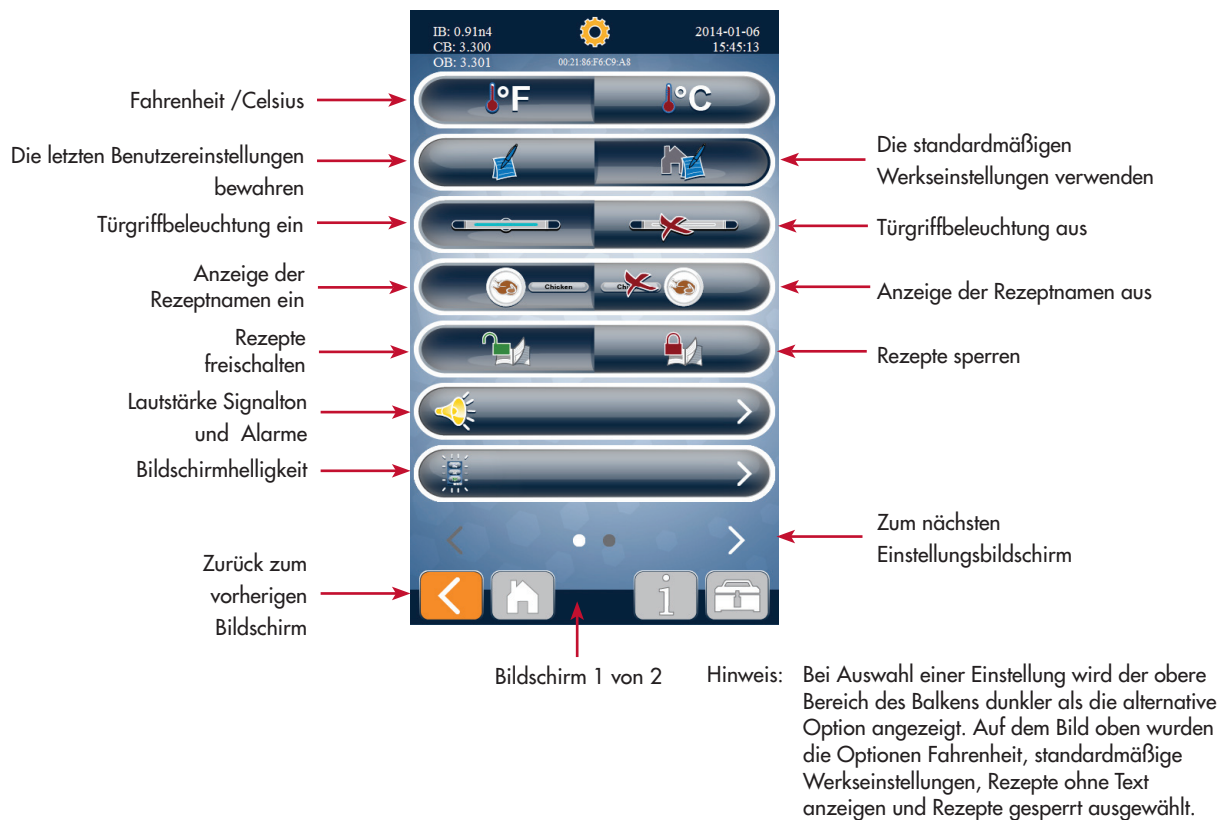 IB: 0.91n4
CB: 3.300
OB: 3.301
2014-01-06
15:45:13
00:21:86:F6:C9:A8
Fahrenheit /Celsius
°F
°C
Die letzten Benutzereinstellungen
bewahren
Die standardmäßigen
Werkseinstellungen verwenden
Türgriffbeleuchtung ein
Türgriffbeleuchtung aus
Anzeige der
Rezeptnamen ein
Chicken
Anzeige der Rezeptnamen aus
Rezepte
freischalten
Rezepte sperren
Lautstärke Signalton
und Alarme
Bildschirmhelligkeit
Zum nächsten
Einstellungsbildschirm
Zurück zum
vorherigen
Bildschirm
i
Bildschirm 1 von 2
Hinweis: Bei Auswahl einer Einstellung wird der obere
Bereich des Balkens dunkler als die alternative
Option angezeigt. Auf dem Bild oben wurden
die Optionen Fahrenheit, standardmäßige
Werkseinstellungen, Rezepte ohne Text
anzeigen und Rezepte gesperrt ausgewählt.